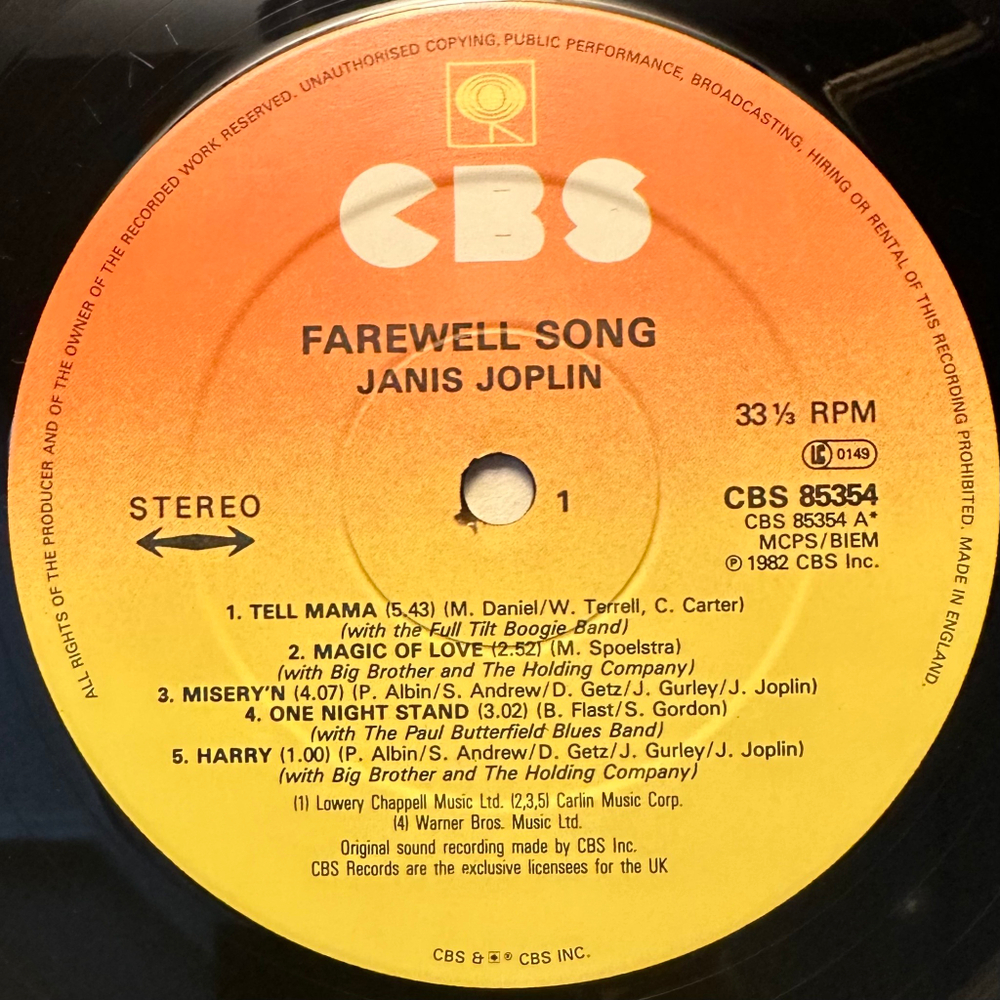 ALL RIGHTS OF THE PRODUCER AND OF THE OWNER OF THE RECORDED WORK RESERVED. UNAUTHORISED COPYING, PUBLIC PERFORMANCE, BROADCASTING, HIRING OR RENTAL OF THIS RECORDING PROHIBITED. MADE IN ENGLAND.
CBS
FAREWELL SONG
JANIS JOPLIN
33⅓ RPM
LC 0149
STEREO
1
CBS 85354
CBS 85354 A*
MCPS/BIEM
℗ 1982 CBS Inc.
1. TELL MAMA (5.43) (M. Daniel/W. Terrell, C. Carter)
(with the Full Tilt Boogie Band)
2. MAGIC OF LOVE (2.52) (M. Spoelstra)
(with Big Brother and The Holding Company)
3. MISERY'N (4.07) (P. Albin/S. Andrew/D. Getz/J. Gurley/J. Joplin)
4. ONE NIGHT STAND (3.02) (B. Flast/S. Gordon)
(with The Paul Butterfield Blues Band)
5. HARRY (1.00) (P. Albin/S. Andrew/D. Getz/J. Gurley/J. Joplin)
(with Big Brother and The Holding Company)
(1) Lowery Chappell Music Ltd. (2,3,5) Carlin Music Corp.
(4) Warner Bros. Music Ltd.
Original sound recording made by CBS Inc.
CBS Records are the exclusive licensees for the UK
CBS & ® CBS INC.